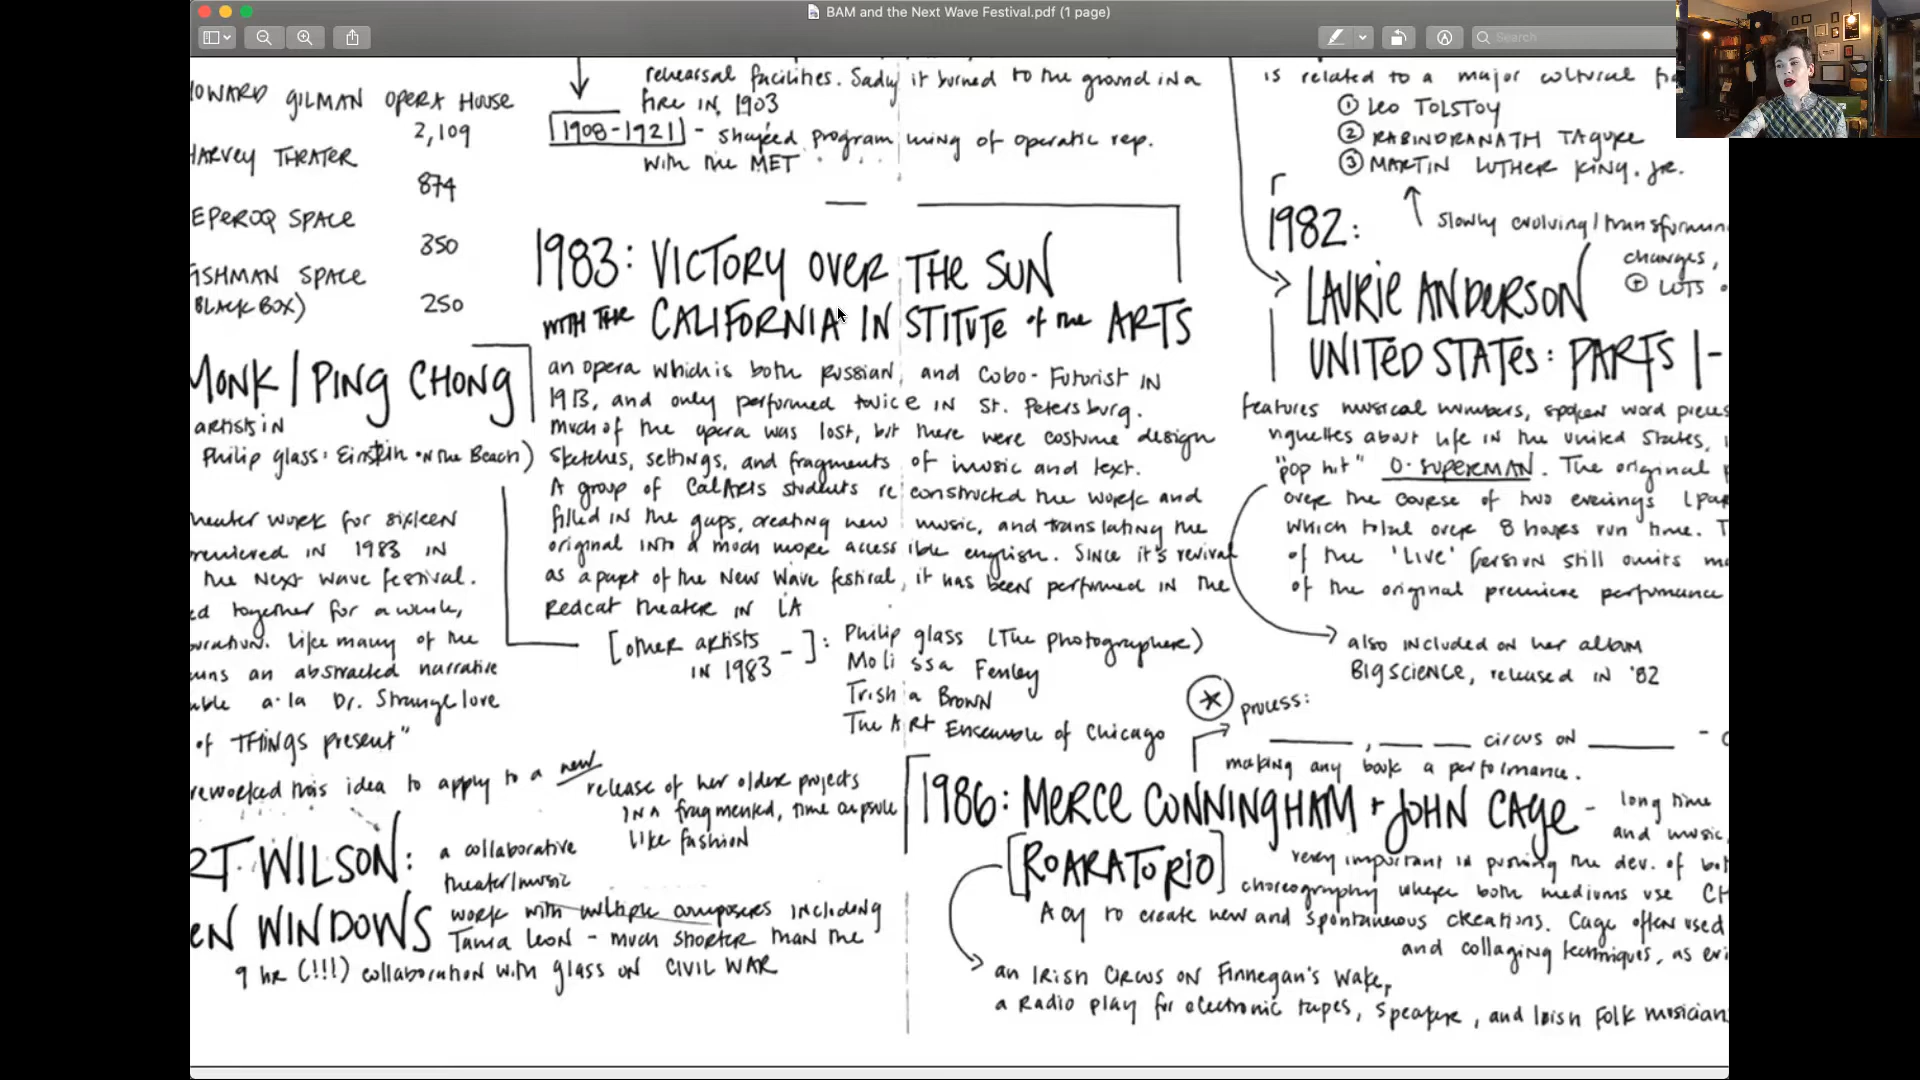 BAM and the Next Wave Festival.pdf (1 page)
Search
OWARD GILMAN OPERA HOUSE
2,109
HARVEY THEATER
874
EPEROQ SPACE
350
ISHMAN SPACE
(BLACK BOX)
250
rehearsal facilities. Sadly it burned to the ground in a
fire in 1903
1908-1921 - shared programming of operatic rep.
with the MET
is related to a major cultural
① LEO TOLSTOY
② RABINDRANATH TAGORE
③ MARTIN LUTHER KING. JR.
slowly evolving/transforming
changes,
+ LOTS
1983: VICTORY OVER THE SUN
WITH THE CALIFORNIA INSTITUTE of the ARTS
an opera which is both Russian, and Cubo-Futurist in
1913, and only performed twice in St. Petersburg.
much of the opera was lost, but there were costume design
sketches, settings, and fragments of music and text.
A group of CalArts students reconstructed the work and
filled in the gaps, creating new music, and translating the
original into a much more accessible english. Since it's revival
as a part of the New Wave festival, it has been performed in the
Redcat theater in LA
[other artists
in 1983 - ]:
Philip glass (The photographer)
Molissa Fenley
Trisha Brown
The Art Ensemble of Chicago
MONK / PING CHONG
artists in
Philip glass: Einstein on the Beach)
heater work for sixteen
remiered in 1983 in
the Next Wave festival.
ed together for a while,
oration. Like many of the
an abstracted narrative
a-la Dr. Strangelove
of THINGS present"
reworked this idea to apply to a new
release of her older projects
in a fragmented, time capsule
like fashion
RT WILSON:
a collaborative
theater/music
EN WINDOWS
work with multiple composers including
Tania Leon - much shorter than the
9 hr (!!!) collaboration with glass on CIVIL WAR
1982:
LAURIE ANDERSON
UNITED STATES: PARTS 1-
features musical numbers, spoken word pieces
vignettes about life in the united states,
"pop hit" O. SUPERMAN. The original
over the course of two evenings
which total over 8 hours run time. T
of the 'Live' version still omits
of the original premiere performance
also included on her album
BIG SCIENCE, released in '82
process:
, circus on
making any book a performance.
1986: MERCE CUNNINGHAM + JOHN CAGE - long time
and music,
[ROARATORIO]
very important in pushing the dev. of
choreography where both mediums use CH
ACY to create new and spontaneous creations. Cage often used
and collaging techniques, as
an Irish Circus on Finnegan's Wake,
a Radio play for electronic tapes, speaker, and Irish folk musician